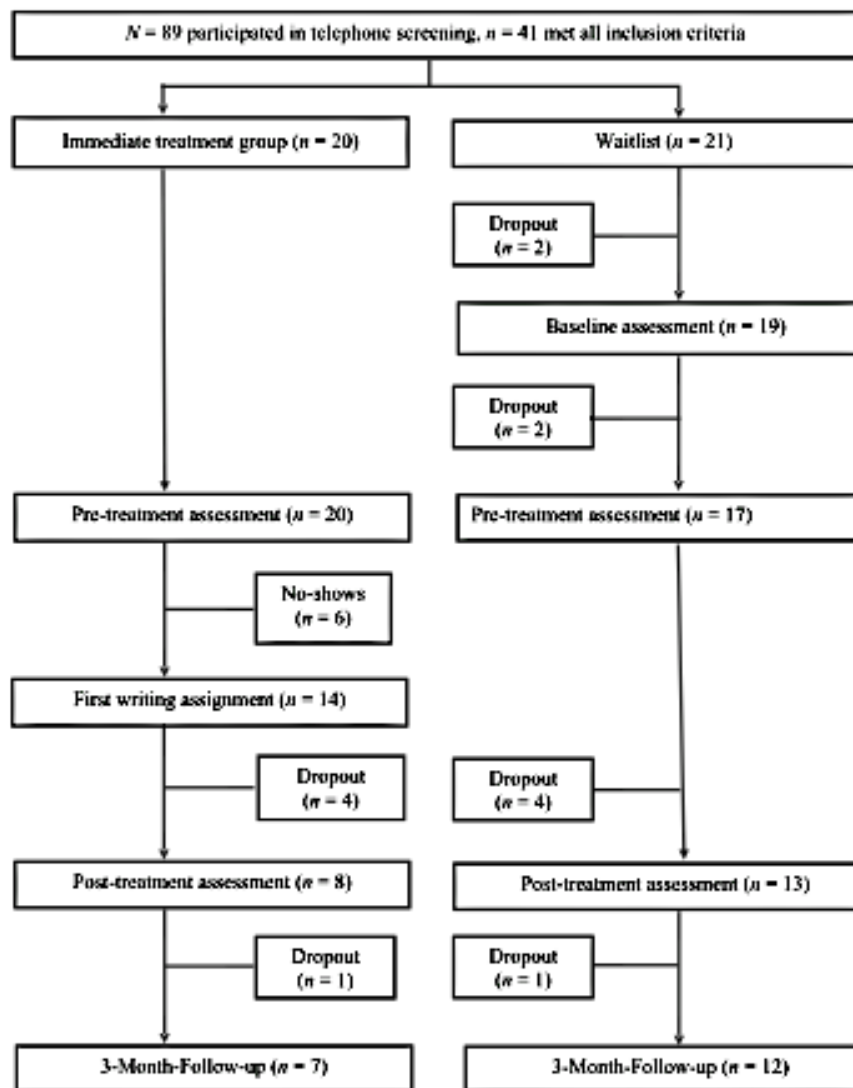 N = 89 participated in telephone screening, n = 41 met all inclusion criteria
Immediate treatment group (n = 20)
Waitlist (n = 21)
Dropout
(n = 2)
Baseline assessment (n = 19)
Dropout
(n = 2)
Pre-treatment assessment (n = 20)
Pre-treatment assessment (n = 17)
No-shows
(n = 6)
First writing assignment (n = 14)
Dropout
(n = 4)
Dropout
(n = 4)
Post-treatment assessment (n = 8)
Post-treatment assessment (n = 13)
Dropout
(n = 1)
Dropout
(n = 1)
3-Month-Follow-up (n = 7)
3-Month-Follow-up (n = 12)